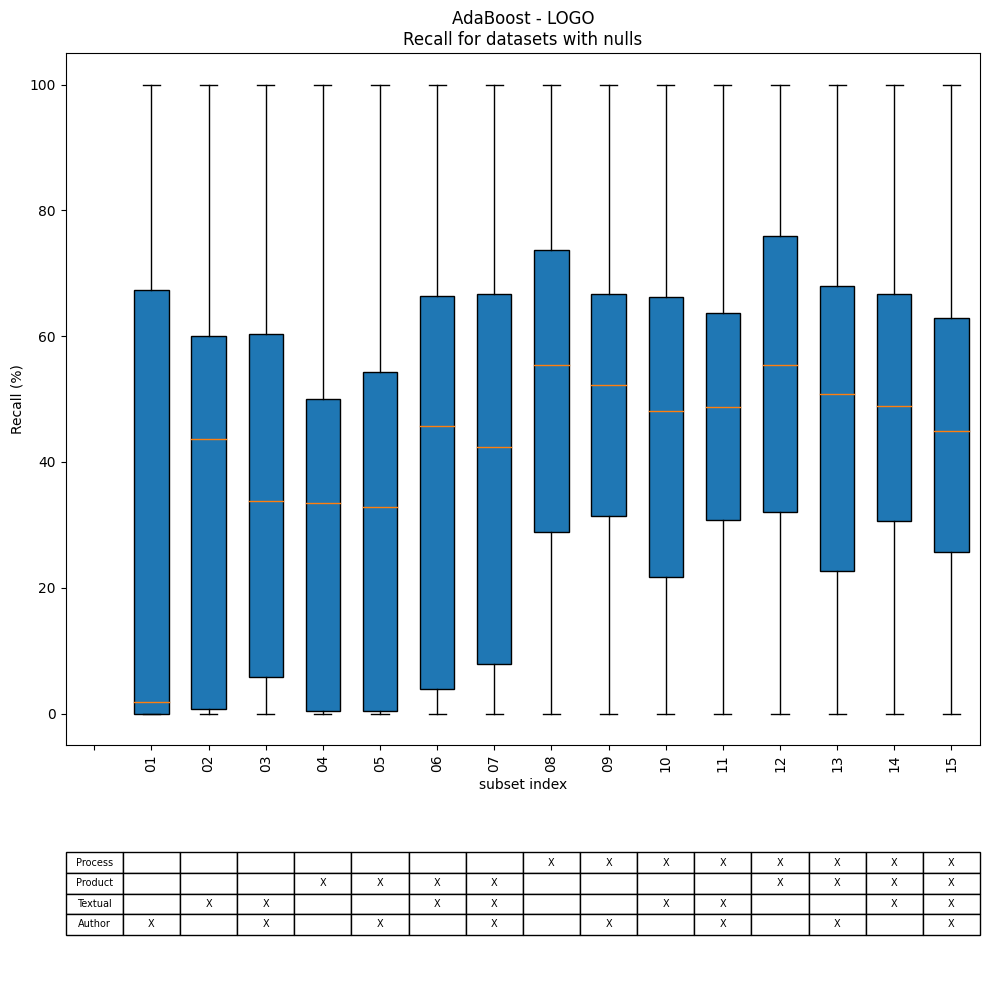 AdaBoost - LOGO
Recall for datasets with nulls
100
80
60
40
20
0
Recall (%)
01 02 03 04 05 06 07 08 09 10 11 12 13 14 15
subset index
Process X X X X X X X X
Product X X X X X X X X
Textual X X X X X X X X
Author X X X X X X X X